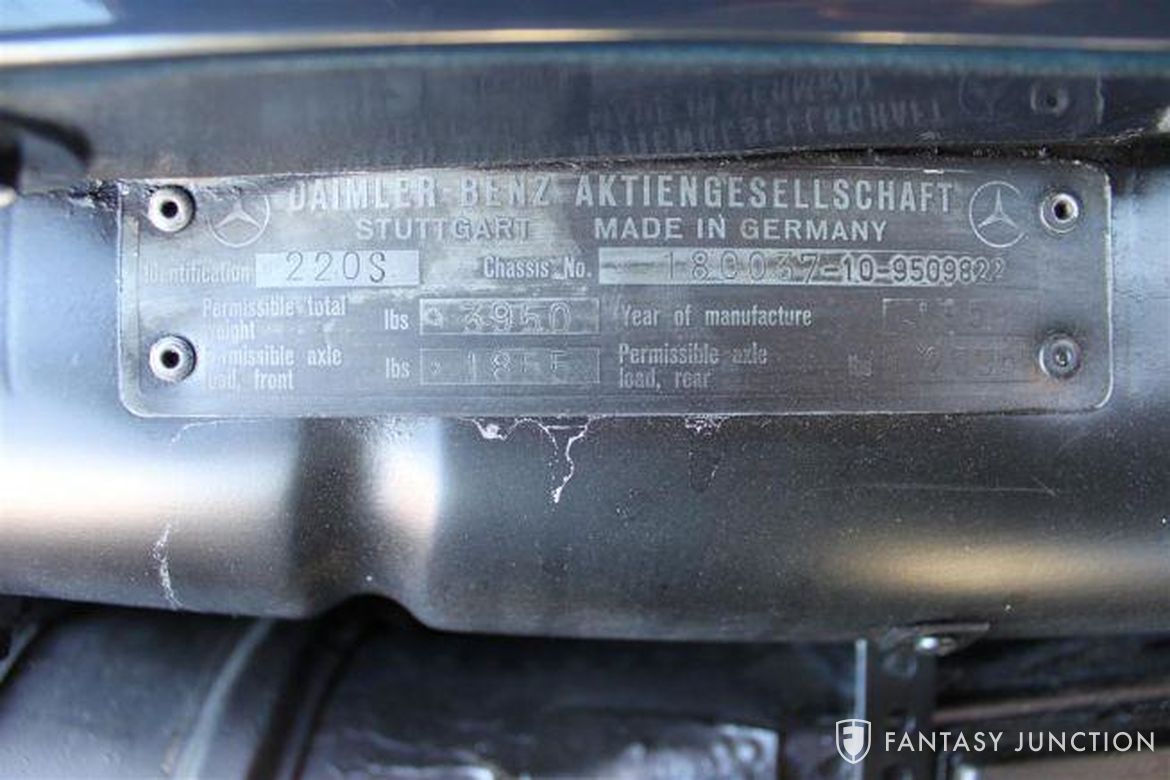 DAIMLER-BENZ AKTIENGESELLSCHAFT
STUTTGART MADE IN GERMANY
Identification 220S Chassis No. 180037-10-9509822
Permissible total weight lbs 3950 Year of manufacture
Permissible axle load, front lbs 1855 Permissible axle load, rear
FANTASY JUNCTION